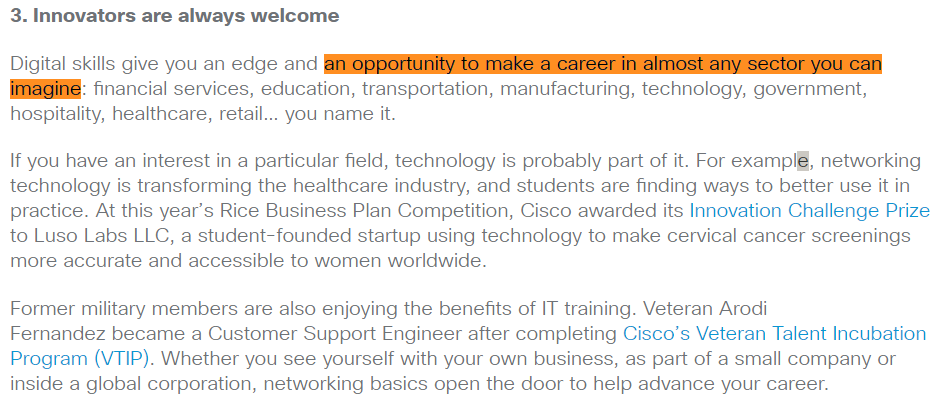 3. Innovators are always welcome
Digital skills give you an edge and an opportunity to make a career in almost any sector you can
imagine: financial services, education, transportation, manufacturing, technology, government,
hospitality, healthcare, retail… you name it.
If you have an interest in a particular field, technology is probably part of it. For example, networking
technology is transforming the healthcare industry, and students are finding ways to better use it in
practice. At this year’s Rice Business Plan Competition, Cisco awarded its Innovation Challenge Prize
to Luso Labs LLC, a student-founded startup using technology to make cervical cancer screenings
more accurate and accessible to women worldwide.
Former military members are also enjoying the benefits of IT training. Veteran Arodi
Fernandez became a Customer Support Engineer after completing Cisco’s Veteran Talent Incubation
Program (VTIP). Whether you see yourself with your own business, as part of a small company or
inside a global corporation, networking basics open the door to help advance your career.